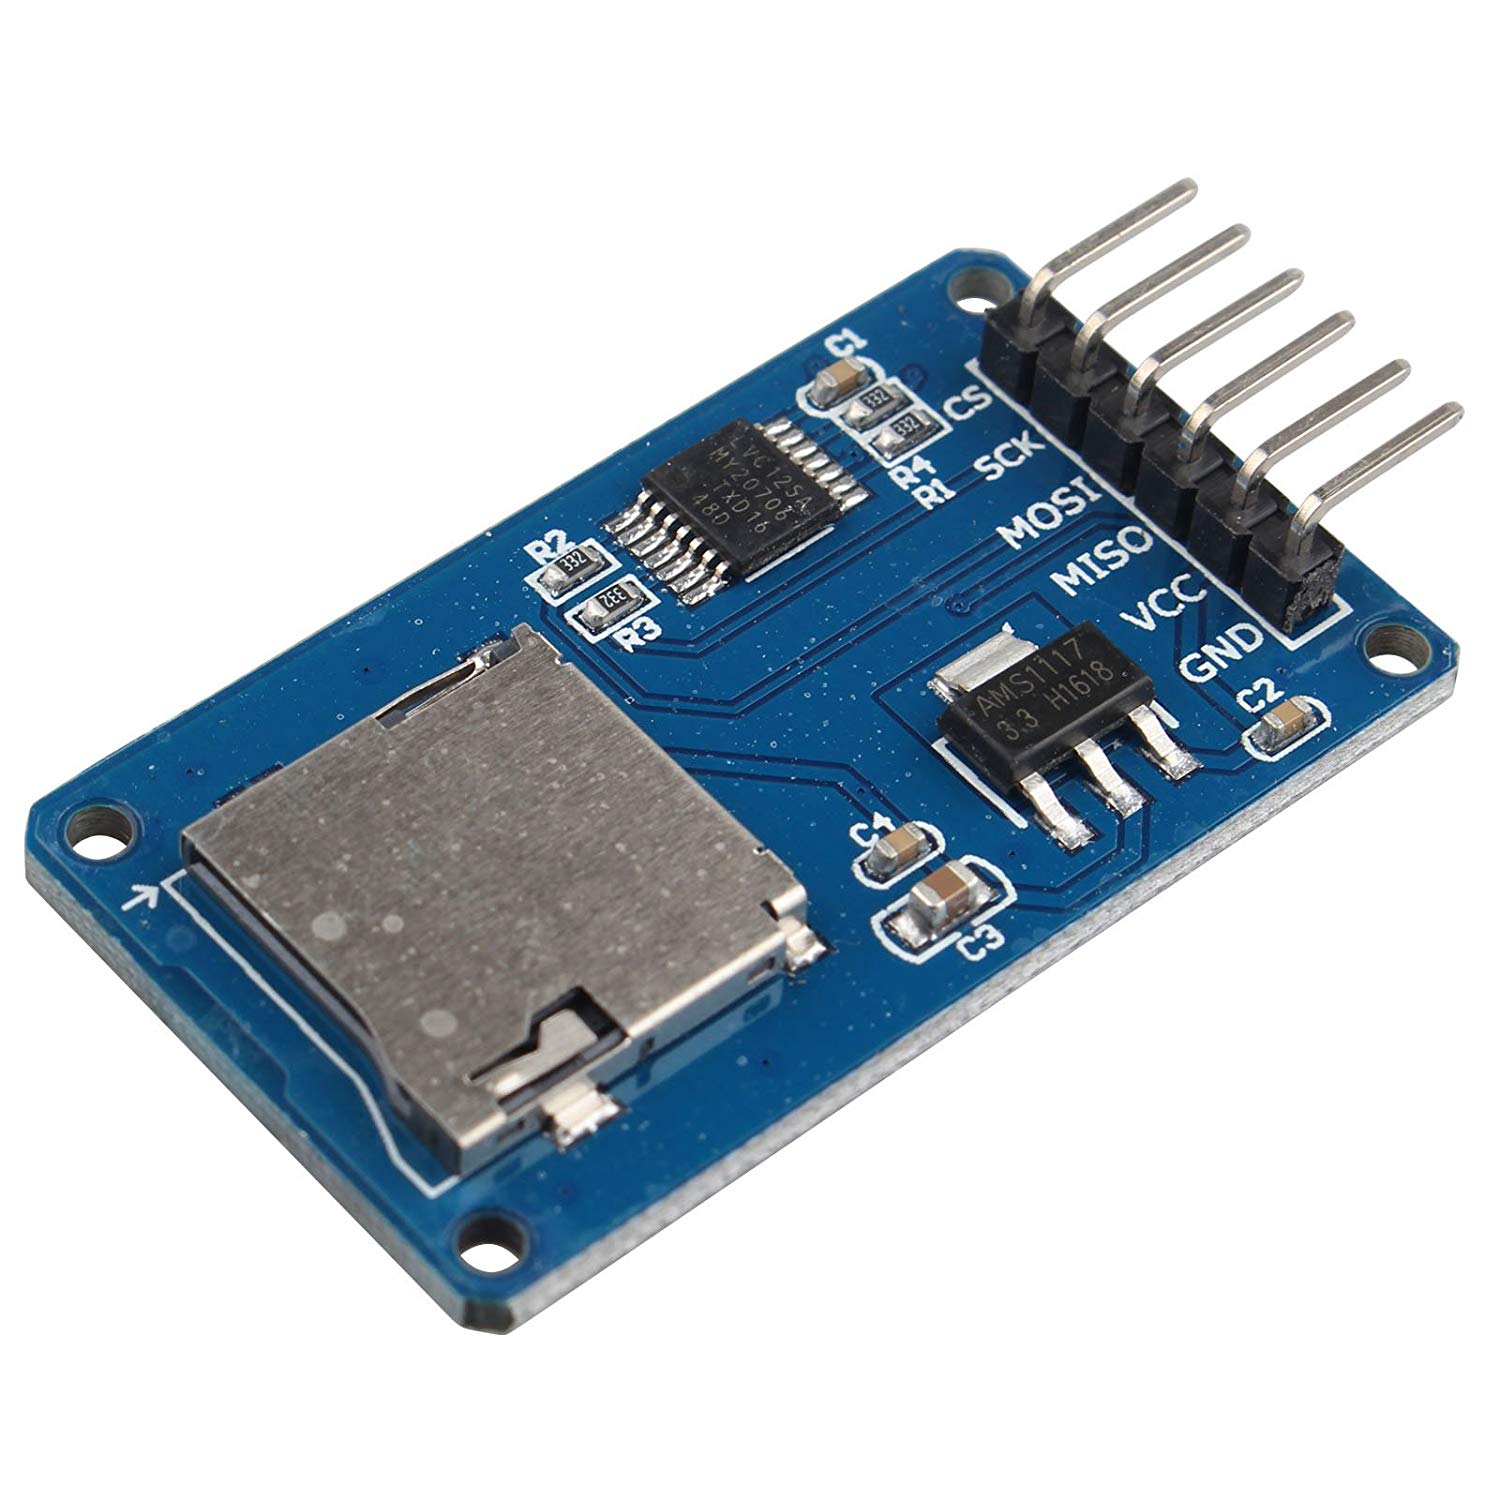 C1
332
332
R4
R1
CS
SCK
MOSI
MISO
VCC
GND
LVC125A
MY20706
TXD16
48D
R2
332
332
R3
AMS1117
3.3 H1618
C2
C4
C3